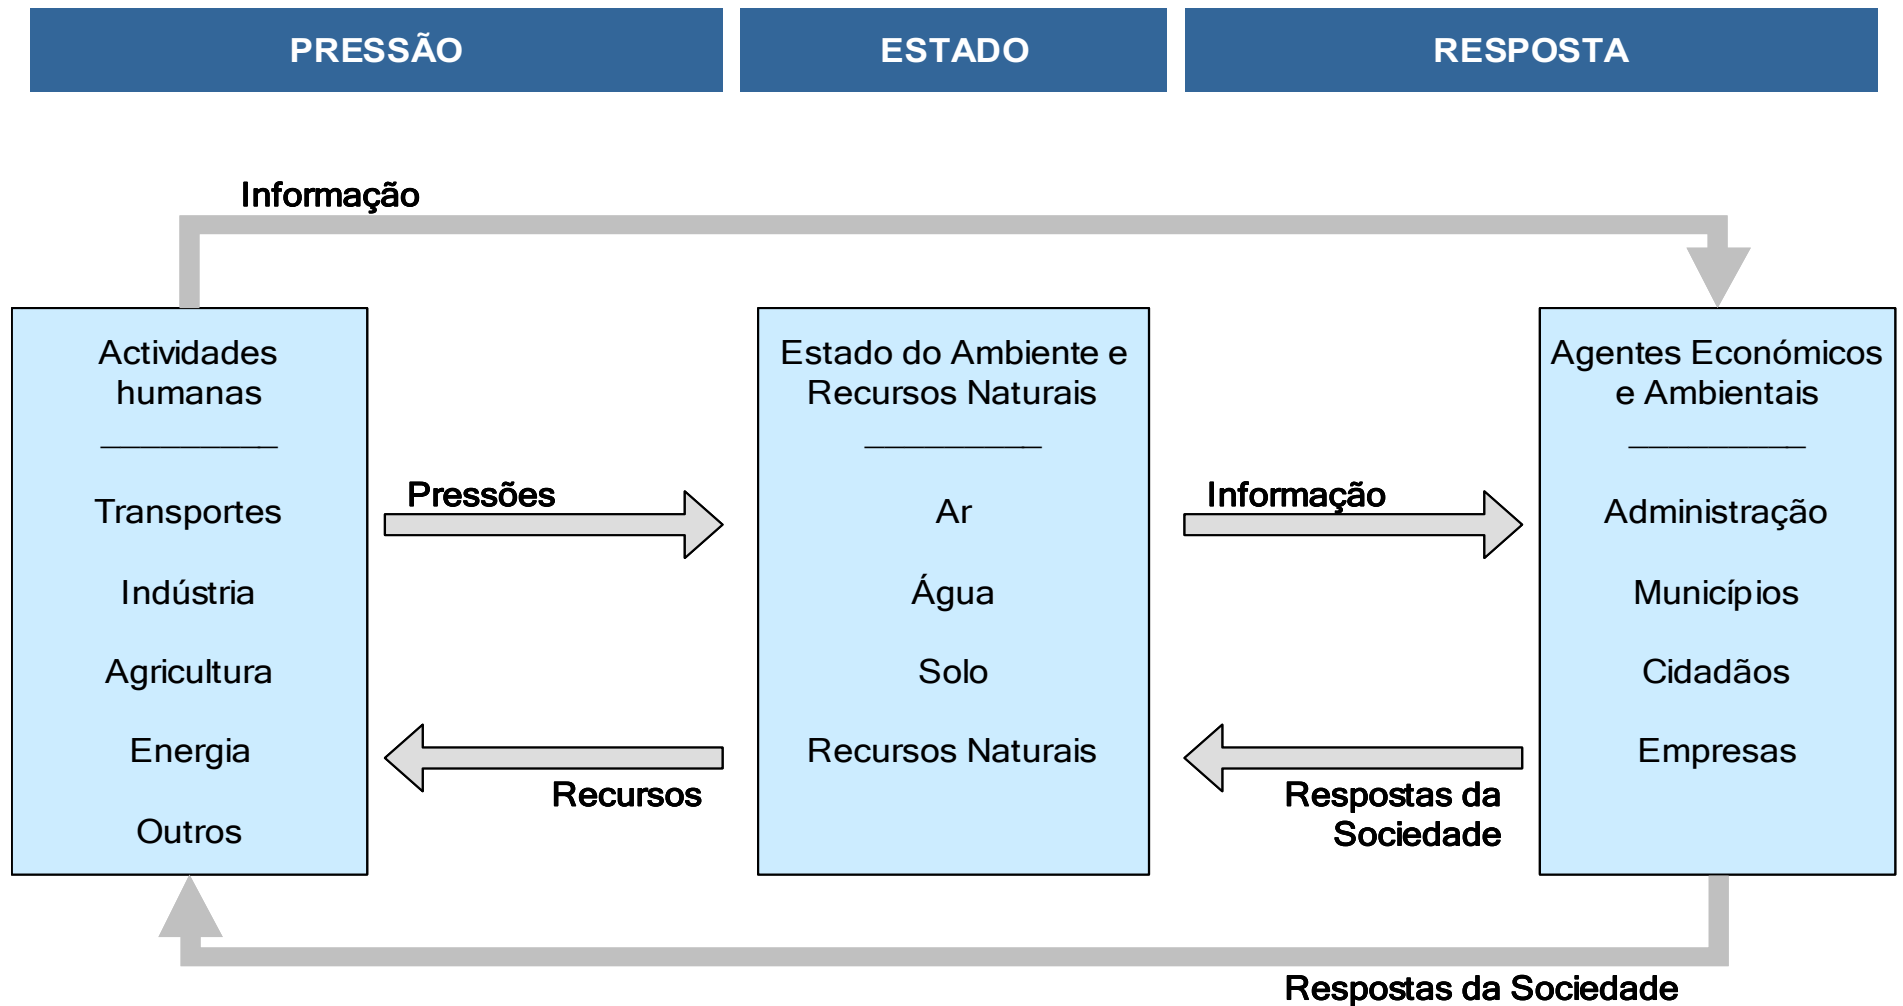 PRESSÃO
ESTADO
RESPOSTA
Informação
Actividades
humanas
Transportes
Indústria
Agricultura
Energia
Outros
Pressões
Recursos
Estado do Ambiente e
Recursos Naturais
Ar
Água
Solo
Recursos Naturais
Informação
Respostas da
Sociedade
Agentes Económicos
e Ambientais
Administração
Municípios
Cidadãos
Empresas
Respostas da Sociedade